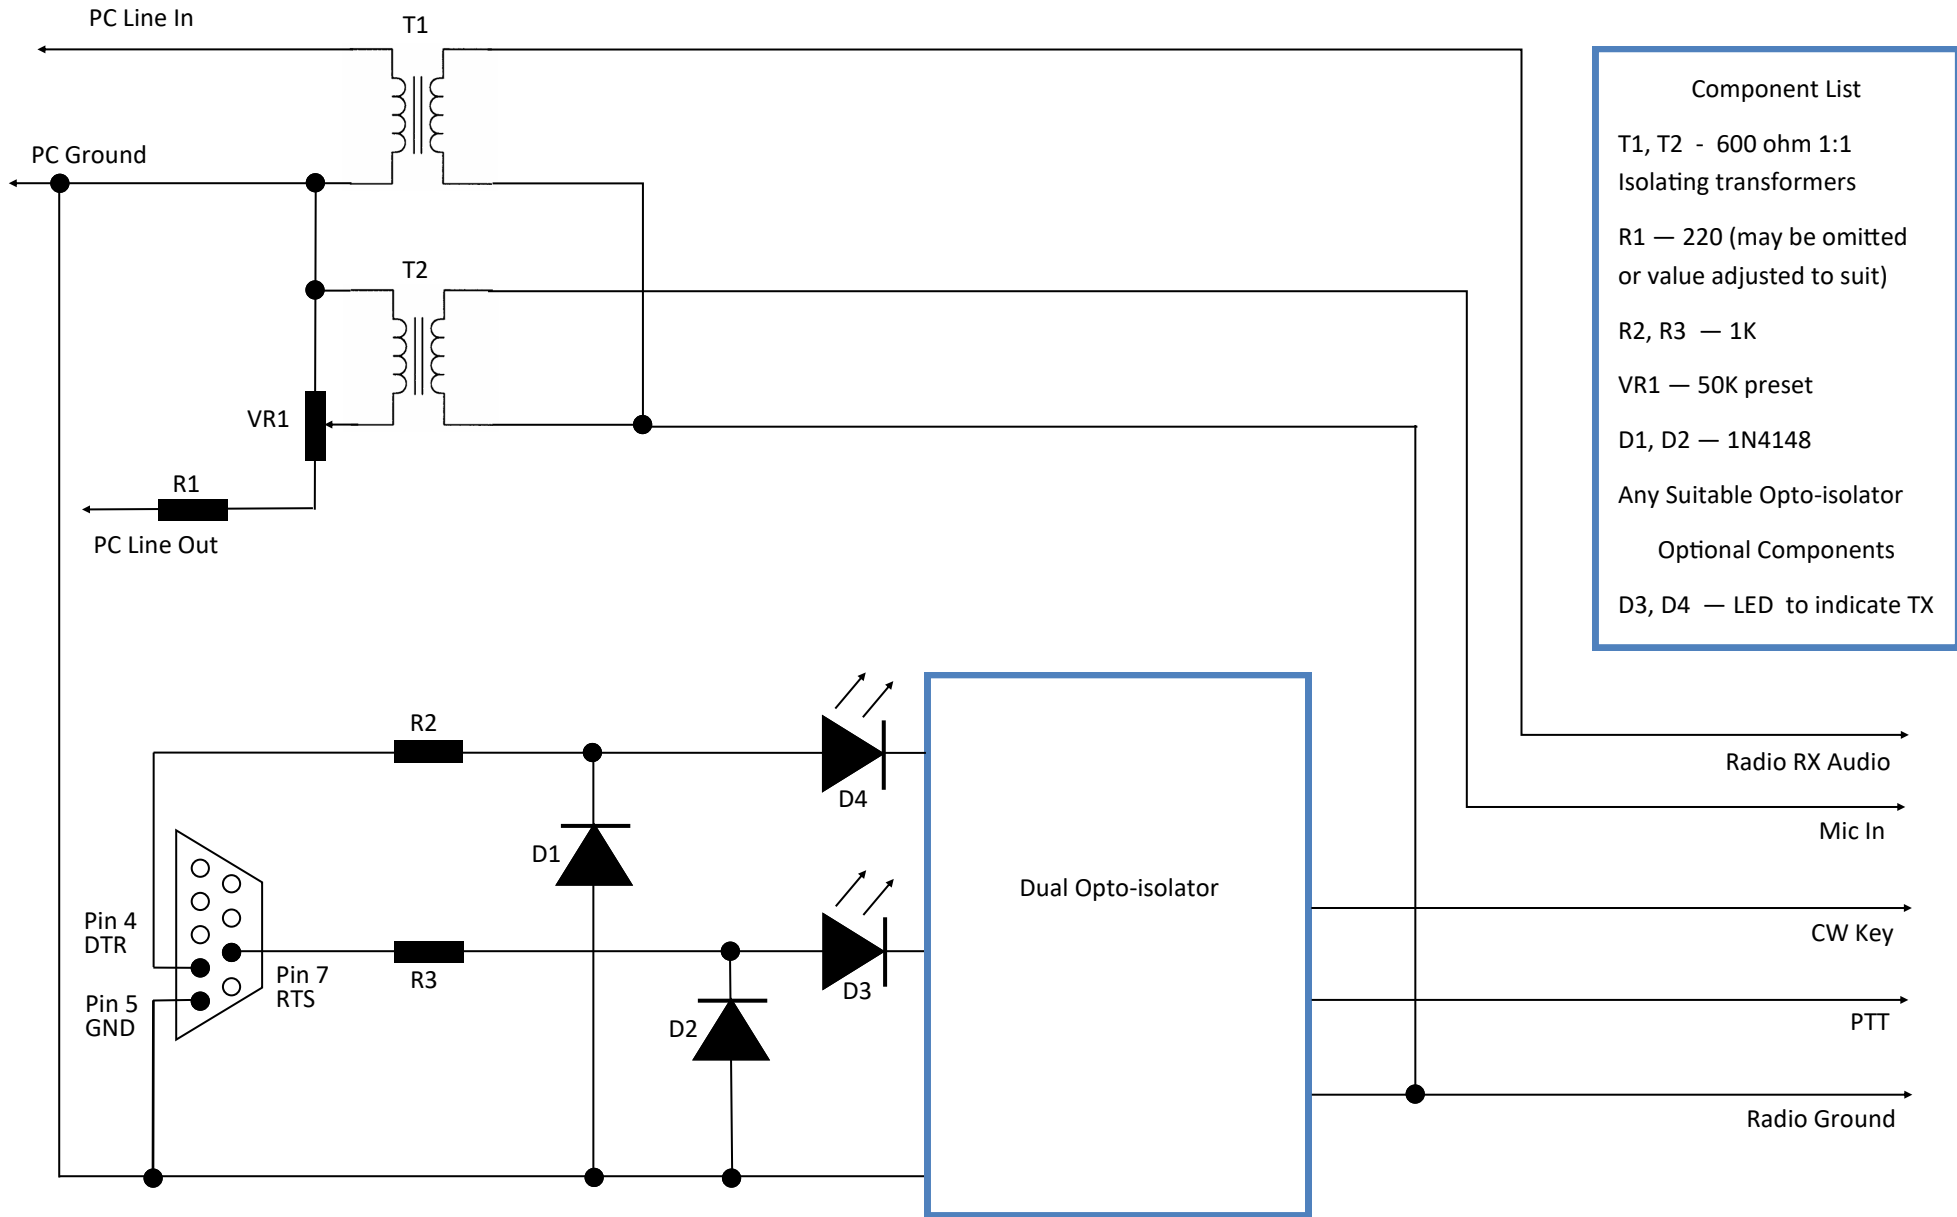 PC Line In
T1
PC Ground
T2
VR1
R1
PC Line Out
Component List
T1, T2 - 600 ohm 1:1
Isolating transformers
R1 — 220 (may be omitted
or value adjusted to suit)
R2, R3 — 1K
VR1 — 50K preset
D1, D2 — 1N4148
Any Suitable Opto-isolator
Optional Components
D3, D4 — LED to indicate TX
R2
D4
D1
Pin 4
DTR
Pin 5
GND
Pin 7
RTS
R3
D3
D2
Dual Opto-isolator
Radio RX Audio
Mic In
CW Key
PTT
Radio Ground